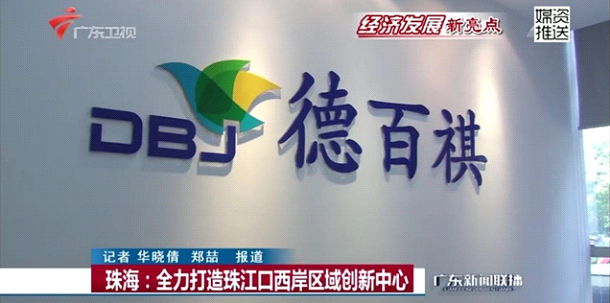 广东卫视
经济发展 新亮点
媒资
推送
DBJ 德百祺
记者 华晓倩 郑喆 报道
珠海：全力打造珠江口西岸区域创新中心
广东新闻联播